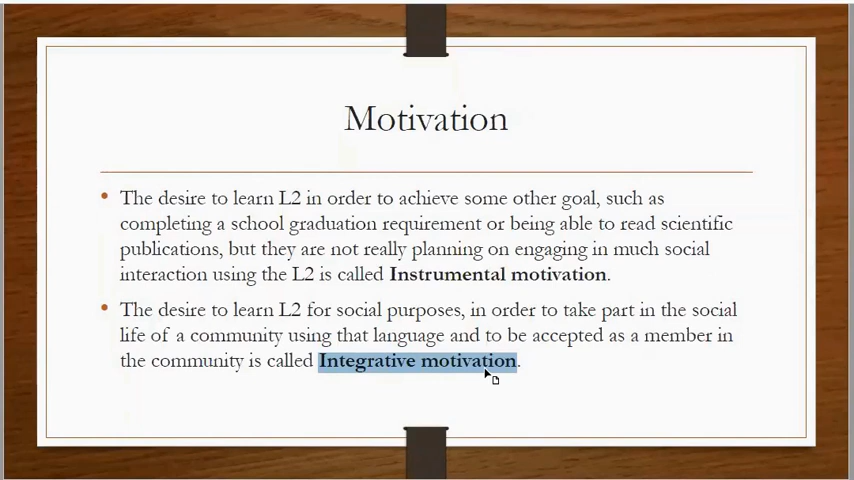 Motivation
• The desire to learn L2 in order to achieve some other goal, such as
completing a school graduation requirement or being able to read scientific
publications, but they are not really planning on engaging in much social
interaction using the L2 is called Instrumental motivation.
• The desire to learn L2 for social purposes, in order to take part in the social
life of a community using that language and to be accepted as a member in
the community is called Integrative motivation.